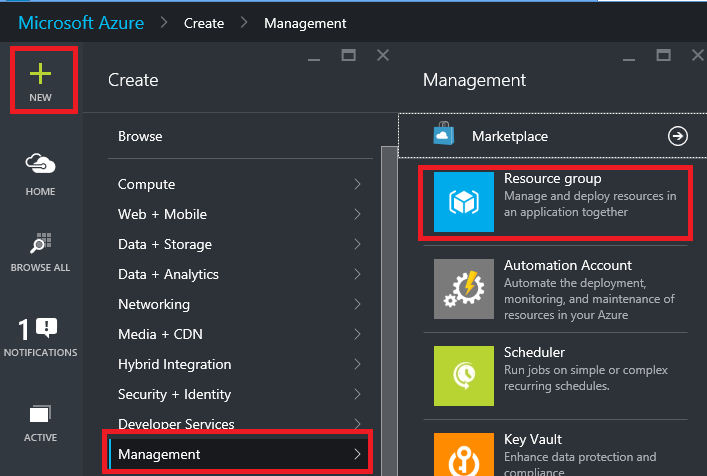 Microsoft Azure > Create > Management
NEW
HOME
BROWSE ALL
1
NOTIFICATIONS
ACTIVE
Create
Browse
Compute
Web + Mobile
Data + Storage
Data + Analytics
Networking
Media + CDN
Hybrid Integration
Security + Identity
Developer Services
Management
Management
Marketplace
Resource group
Manage and deploy resources in
an application together
Automation Account
Automate the deployment,
monitoring, and maintenance of
resources in your Azure
Scheduler
Run jobs on simple or complex
recurring schedules.
Key Vault
Enhance data protection and
compliance